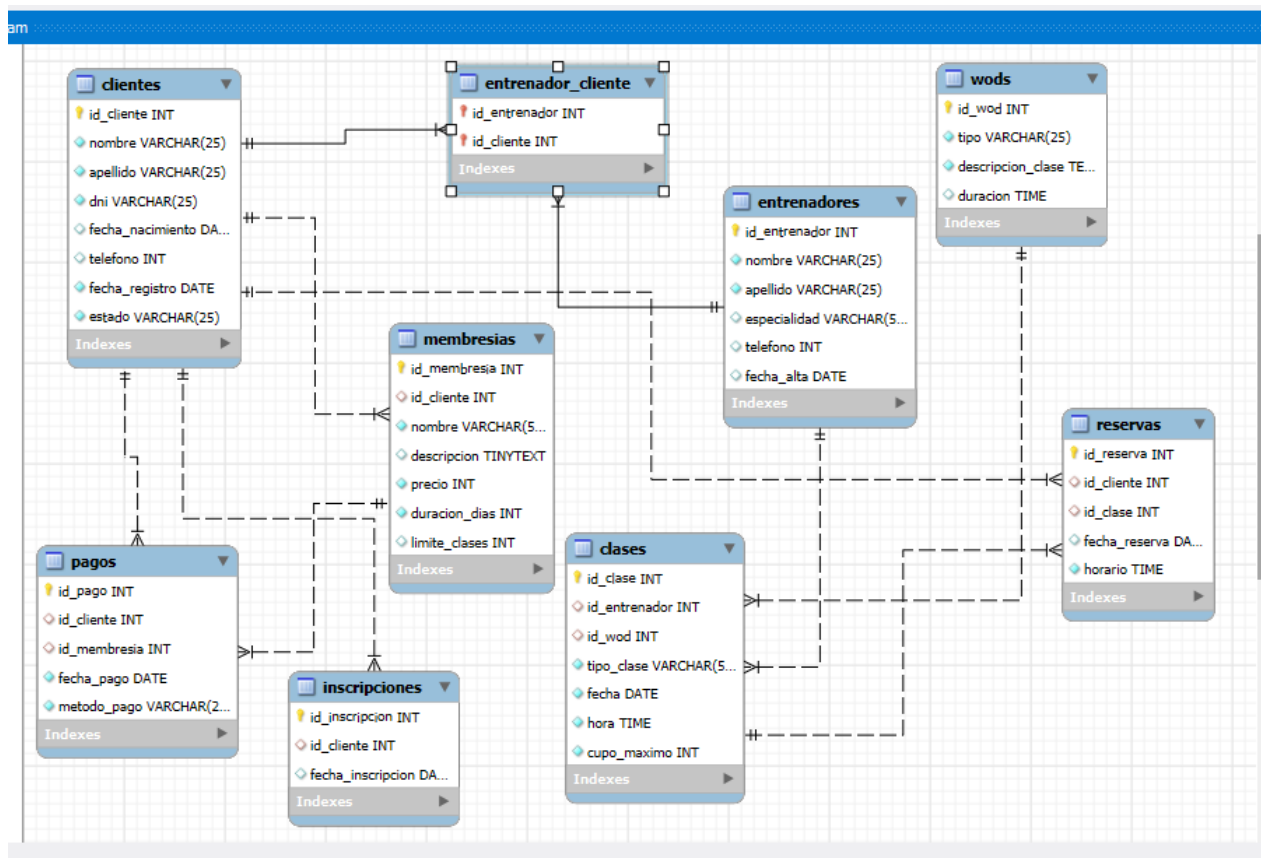 am
clientes
id_cliente INT
nombre VARCHAR(25)
apellido VARCHAR(25)
dni VARCHAR(25)
fecha_nacimiento DA...
telefono INT
fecha_registro DATE
estado VARCHAR(25)
Indexes
entrenador_cliente
id_entrenador INT
id_cliente INT
Indexes
wods
id_wod INT
tipo VARCHAR(25)
descripcion_clase TE...
duracion TIME
Indexes
entrenadores
id_entrenador INT
nombre VARCHAR(25)
apellido VARCHAR(25)
especialidad VARCHAR(5...
telefono INT
fecha_alta DATE
Indexes
membresias
id_membresia INT
id_cliente INT
nombre VARCHAR(5...
descripcion TINYTEXT
precio INT
duracion_dias INT
limite_clases INT
Indexes
reservas
id_reserva INT
id_cliente INT
id_clase INT
fecha_reserva DA...
horario TIME
Indexes
pagos
id_pago INT
id_cliente INT
id_membresia INT
fecha_pago DATE
metodo_pago VARCHAR(2...
Indexes
clases
id_clase INT
id_entrenador INT
id_wod INT
tipo_clase VARCHAR(5...
fecha DATE
hora TIME
cupo_maximo INT
Indexes
inscripciones
id_inscripcion INT
id_cliente INT
fecha_inscripcion DA...
Indexes